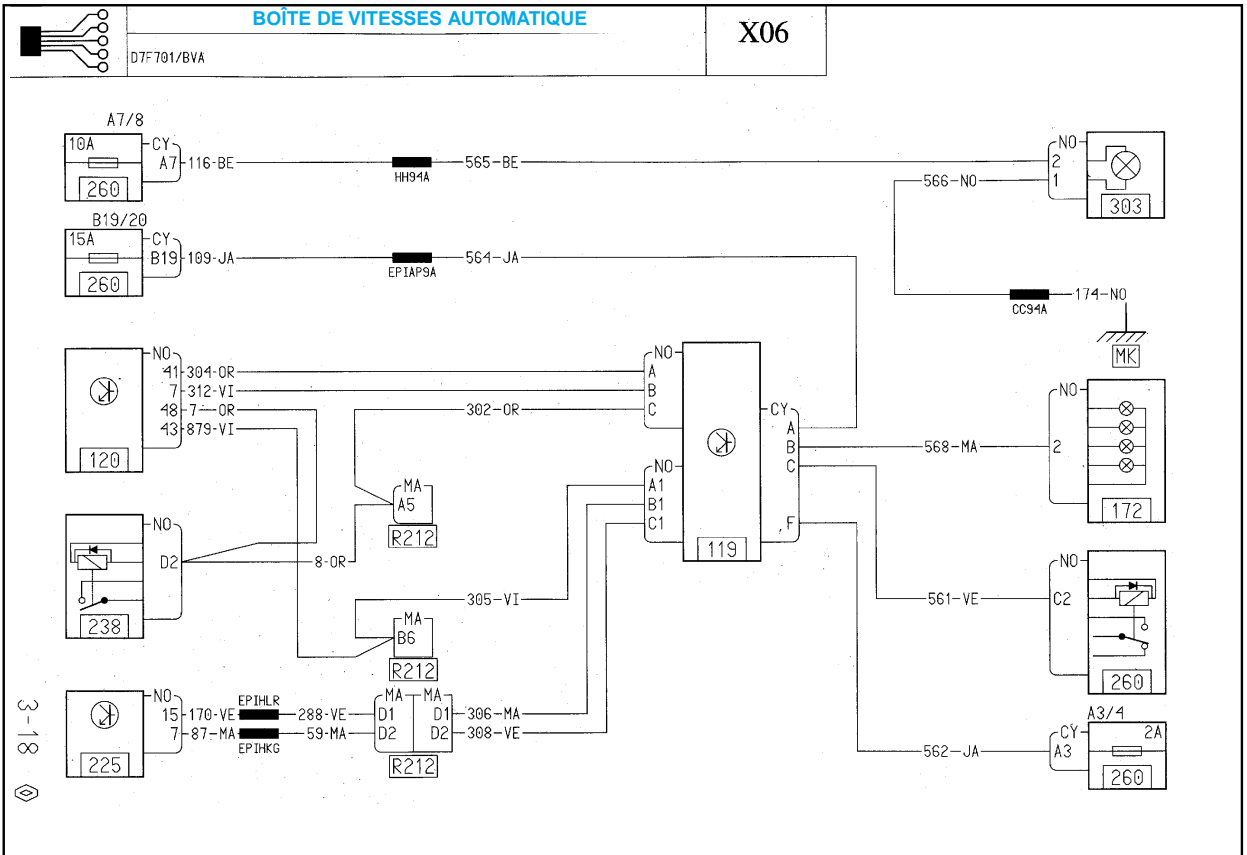 BOÎTE DE VITESSES AUTOMATIQUE
X06
D7F701/BVA
A7/8
10A
CY
A7
116-BE
HH94A
565-BE
260
NO
2
1
566-NO
303
B19/20
15A
CY
B19
109-JA
EPIAP9A
564-JA
260
CC94A
174-NO
MK
NO
41
304-OR
7
312-VI
48
7-OR
43
879-VI
120
302-OR
NO
A
B
C
NO
A1
B1
C1
119
CY
A
B
C
F
568-MA
NO
2
172
MA
A5
R212
NO
D2
8-OR
238
305-VI
MA
B6
R212
561-VE
NO
C2
260
NO
15
170-VE
EPIHLR
288-VE
7
87-MA
EPIHKG
59-MA
225
MA
MA
D1
D1
D2
D2
R212
306-MA
308-VE
562-JA
A3/4
CY
A3
2A
260
3-18